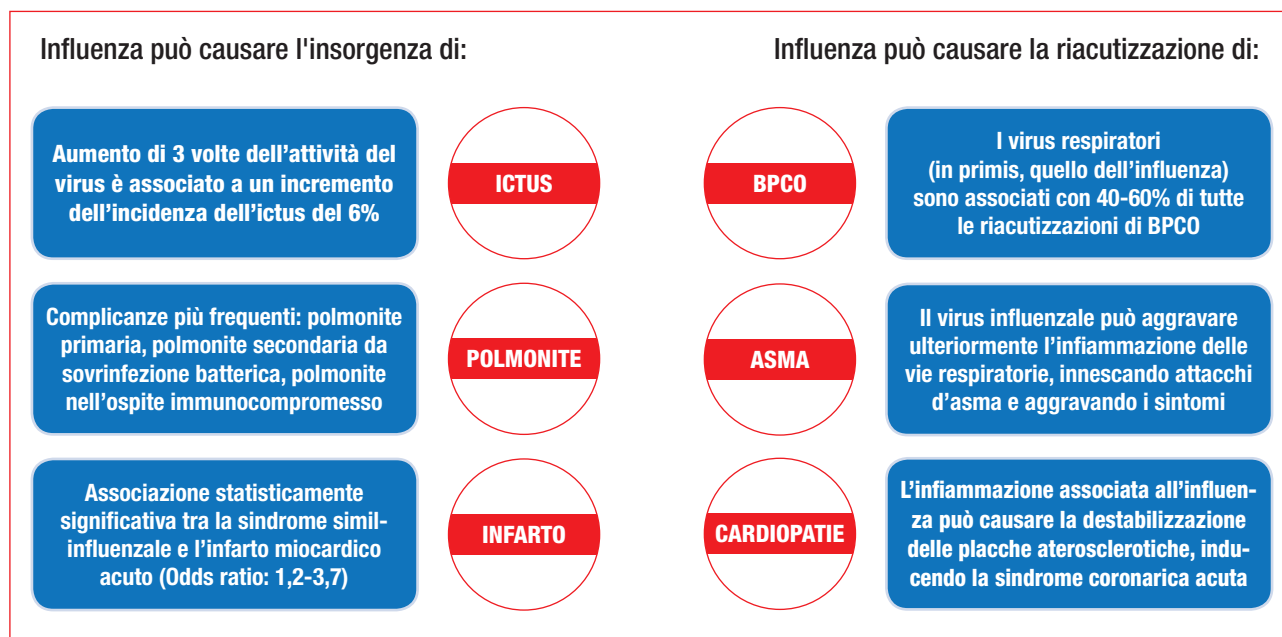 Influenza può causare l'insorgenza di:
Aumento di 3 volte dell’attività del
virus è associato a un incremento
dell’incidenza dell’ictus del 6%
ICTUS
Complicanze più frequenti: polmonite
primaria, polmonite secondaria da
sovrinfezione batterica, polmonite
nell’ospite immunocompromesso
POLMONITE
Associazione statisticamente
significativa tra la sindrome simil-
influenzale e l’infarto miocardico
acuto (Odds ratio: 1,2-3,7)
INFARTO
Influenza può causare la riacutizzazione di:
BPCO
I virus respiratori
(in primis, quello dell’influenza)
sono associati con 40-60% di tutte
le riacutizzazioni di BPCO
ASMA
Il virus influenzale può aggravare
ulteriormente l’infiammazione delle
vie respiratorie, innescando attacchi
d’asma e aggravando i sintomi
CARDIOPATIE
L’infiammazione associata all’influen-
za può causare la destabilizzazione
delle placche aterosclerotiche, indu-
cendo la sindrome coronarica acuta